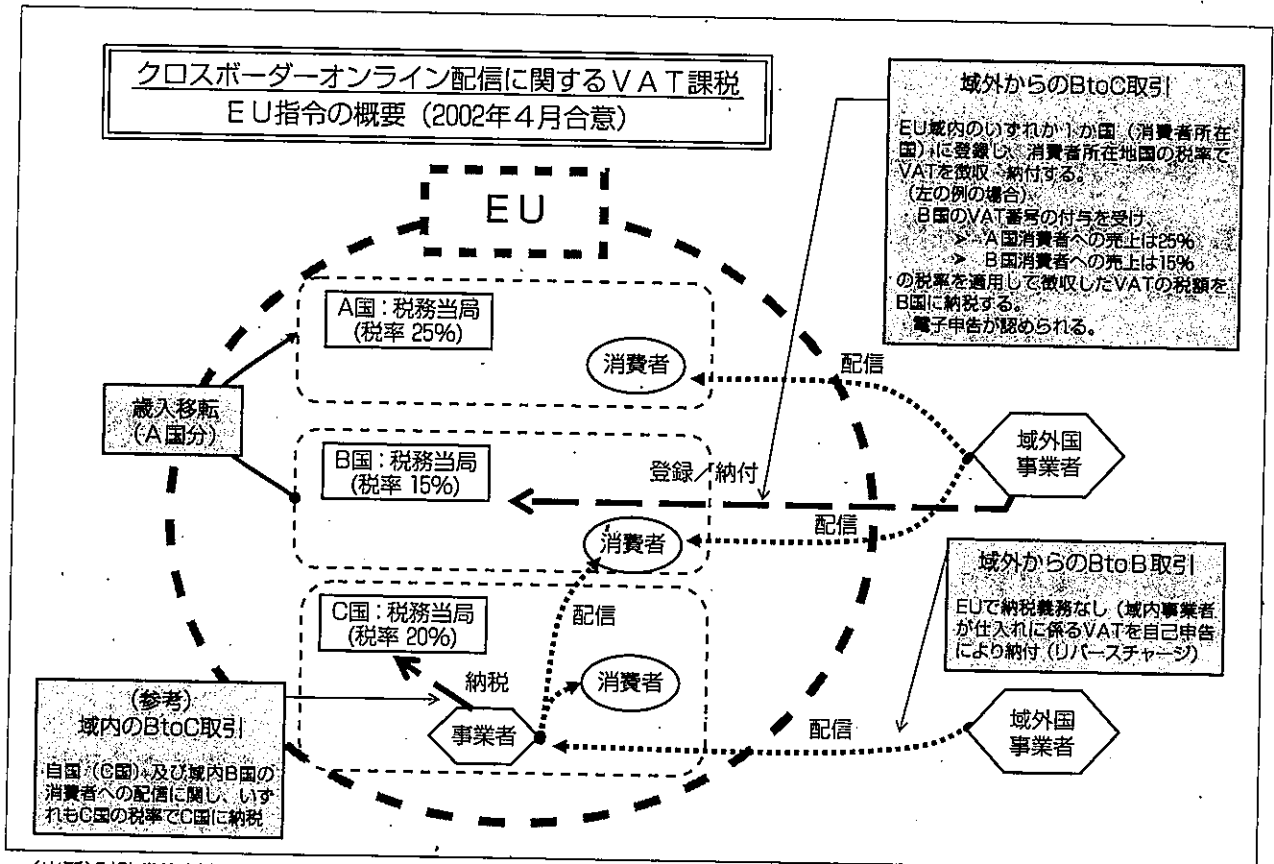 クロスボーダーオンライン配信に関するVAT課税
EU指令の概要（2002年4月合意）
域外からのBtoC取引
EU域内のいずれか1か国（消費者所在
国）に登録し、消費者所在地国の税率で
VATを徴収・納付する。
（左の例の場合）
B国のVAT番号の付与を受け
➢ A国消費者への売上は25%
➢ B国消費者への売上は15%
の税率を適用して徴収したVATの税額を
B国に納税する。
電子申告が認められる。
EU
A国：税務当局
（税率 25%）
消費者
配信
歳入移転
（A国分）
域外国
事業者
B国：税務当局
（税率 15%）
登録／納付
配信
消費者
域外からのBtoB取引
EUで納税義務なし（域内事業者
が仕入れに係るVATを自己申告
により納付（リバースチャージ）
C国：税務当局
（税率 20%）
配信
消費者
納税
事業者
配信
域外国
事業者
（参考）
域内のBtoC取引
自国（C国）及び域内B国の
消費者への配信に関し、いず
れもC国の税率でC国に納税